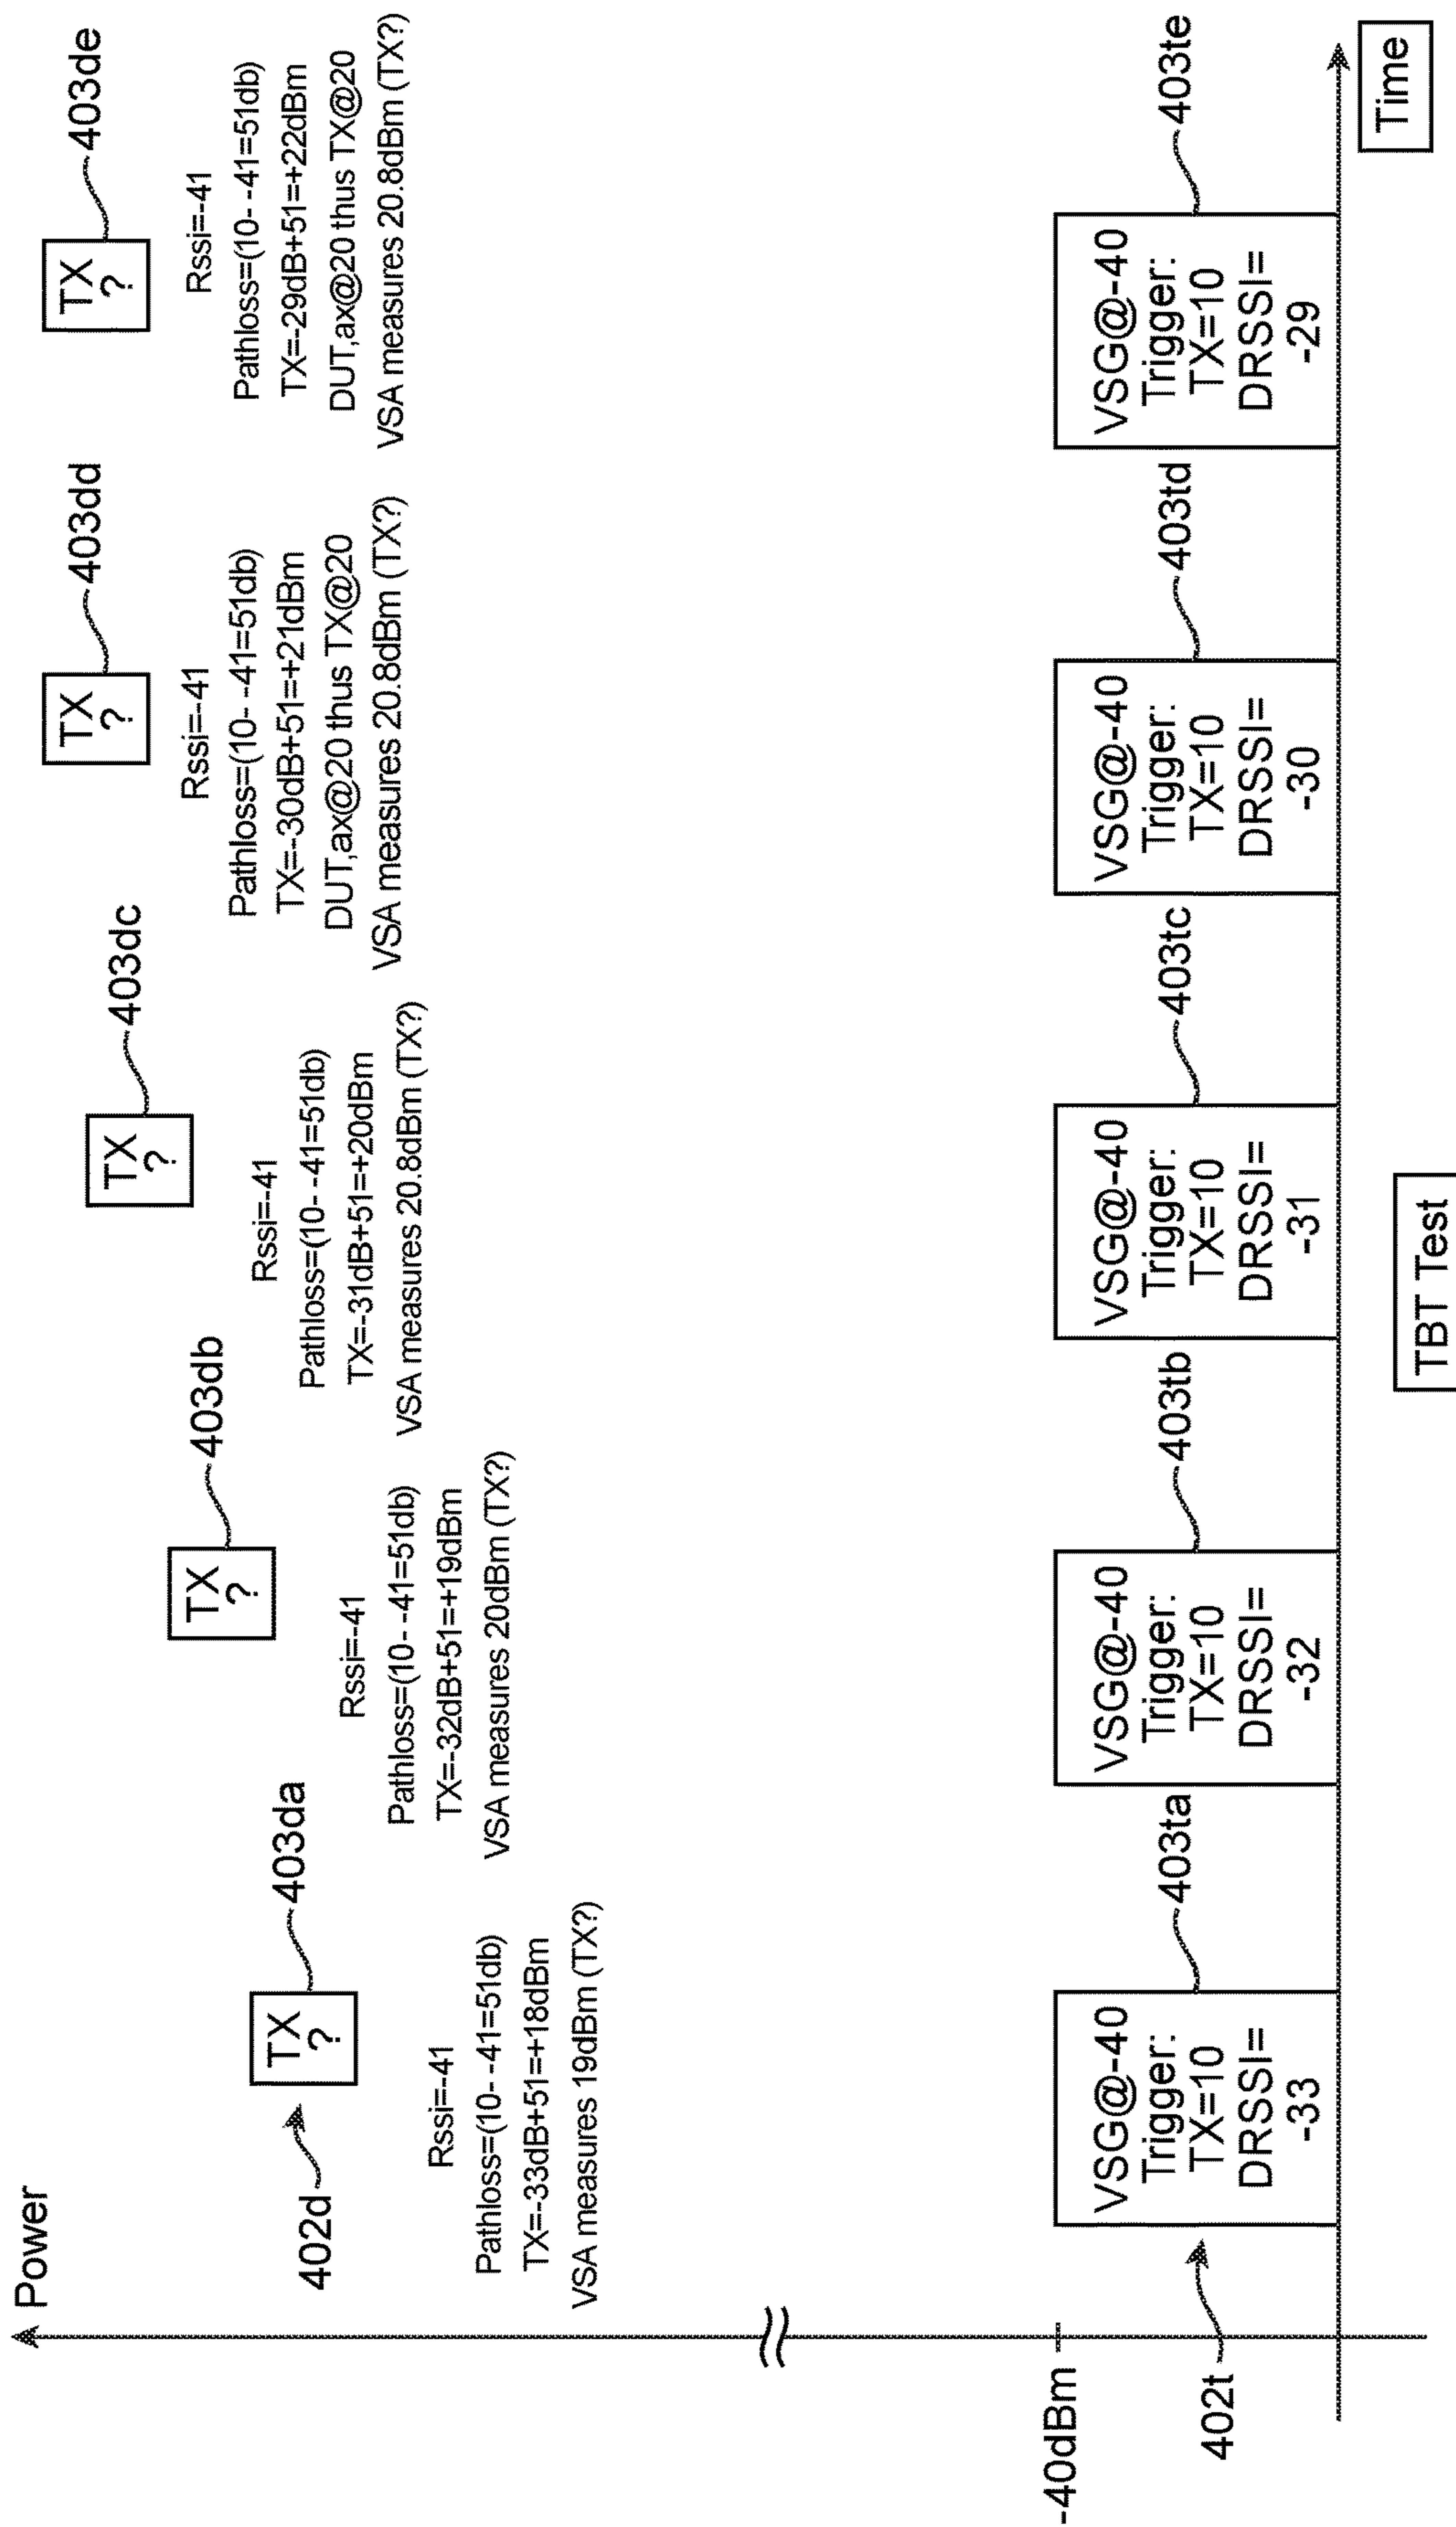 Power
402d
TX
?
403da
Rssi=-41
Pathloss=(10- -41=51db)
TX=-33dB+51=+18dBm
VSA measures 19dBm (TX?)
TX
?
403db
Rssi=-41
Pathloss=(10- -41=51db)
TX=-32dB+51=+19dBm
VSA measures 20dBm (TX?)
TX
?
403dc
Rssi=-41
Pathloss=(10- -41=51db)
TX=-31dB+51=+20dBm
VSA measures 20.8dBm (TX?)
TX
?
403dd
Rssi=-41
Pathloss=(10- -41=51db)
TX=-30dB+51=+21dBm
DUT,ax@20 thus TX@20
VSA measures 20.8dBm (TX?)
TX
?
403de
Rssi=-41
Pathloss=(10- -41=51db)
TX=-29dB+51=+22dBm
DUT,ax@20 thus TX@20
VSA measures 20.8dBm (TX?)
-40dBm
402t
VSG@-40
Trigger:
TX=10
DRSSI=
-33
403ta
VSG@-40
Trigger:
TX=10
DRSSI=
-32
403tb
VSG@-40
Trigger:
TX=10
DRSSI=
-31
403tc
VSG@-40
Trigger:
TX=10
DRSSI=
-30
403td
VSG@-40
Trigger:
TX=10
DRSSI=
-29
403te
Time
TBT Test